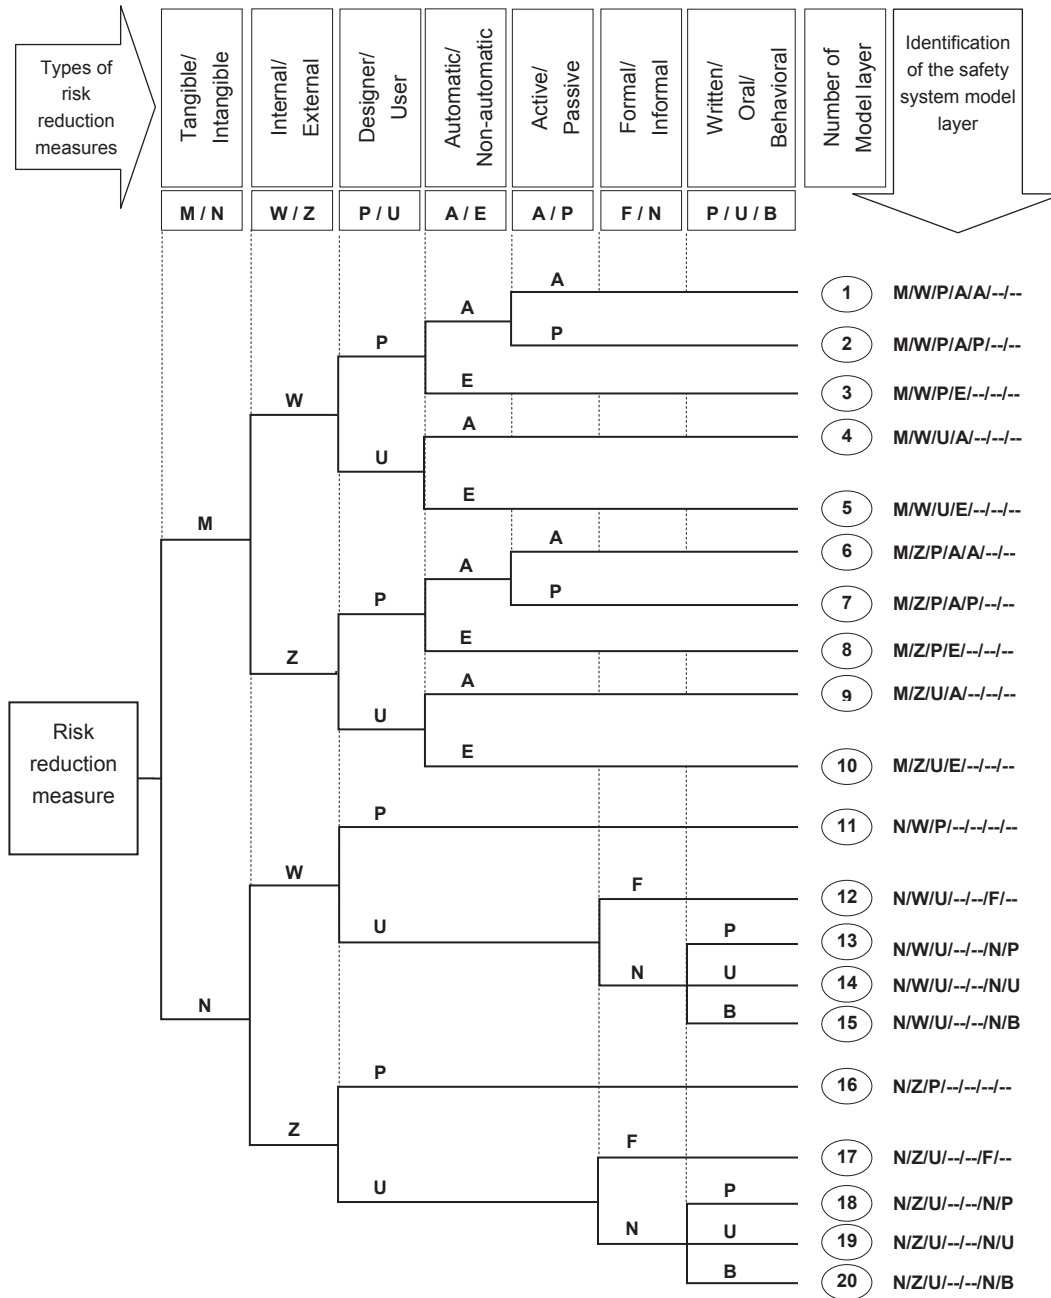 Types of
risk
reduction
measures
Tangible/
Intangible
Internal/
External
Designer/
User
Automatic/
Non-automatic
Active/
Passive
Formal/
Informal
Written/
Oral/
Behavioral
Number of
Model layer
Identification
of the safety
system model
layer
M / N
W / Z
P / U
A / E
A / P
F / N
P / U / B
A
1
M/W/P/A/A/--/--
A
P
2
M/W/P/A/P/--/--
P
E
3
M/W/P/E/--/--/--
W
A
4
M/W/U/A/--/--/--
U
E
5
M/W/U/E/--/--/--
M
A
6
M/Z/P/A/A/--/--
A
P
7
M/Z/P/A/P/--/--
P
E
8
M/Z/P/E/--/--/--
Z
A
9
M/Z/U/A/--/--/--
U
E
10
M/Z/U/E/--/--/--
Risk
reduction
measure
P
11
N/W/P/--/--/--/--
W
F
12
N/W/U/--/--/F/--
U
P
13
N/W/U/--/--/N/P
N
U
14
N/W/U/--/--/N/U
N
B
15
N/W/U/--/--/N/B
P
16
N/Z/P/--/--/--/--
Z
F
17
N/Z/U/--/--/F/--
U
P
18
N/Z/U/--/--/N/P
N
U
19
N/Z/U/--/--/N/U
B
20
N/Z/U/--/--/N/B